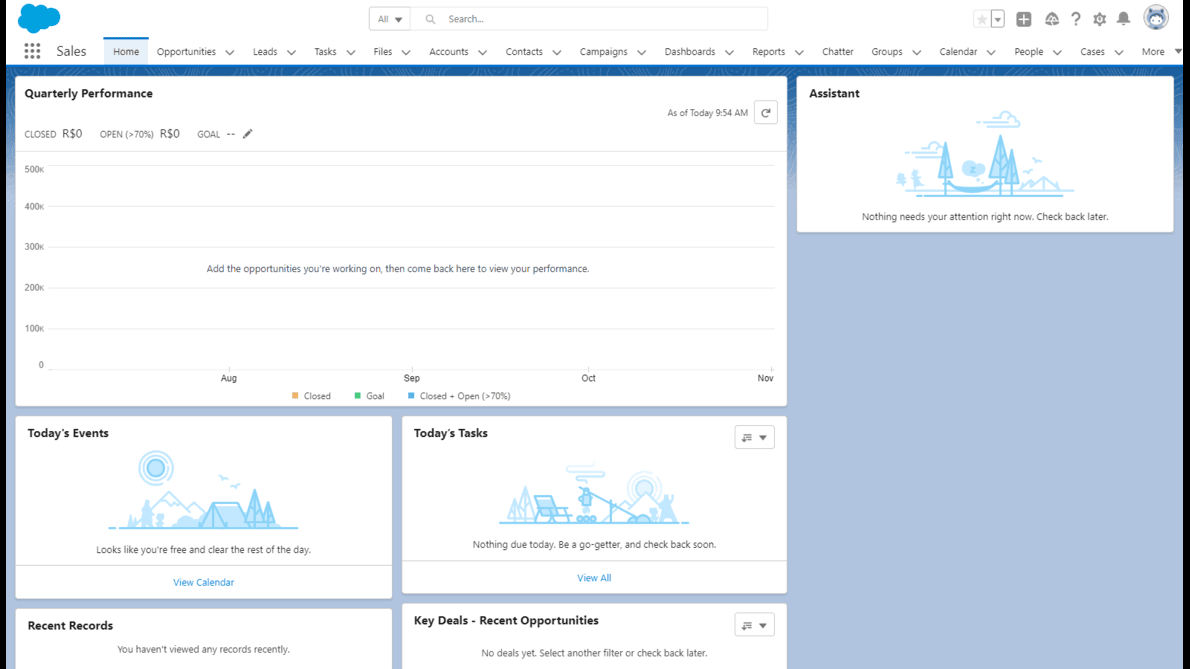 All
Search...
Sales
Home Opportunities Leads Tasks Files Accounts Contacts Campaigns Dashboards Reports Chatter Groups Calendar People Cases More
Quarterly Performance
As of Today 9:54 AM
CLOSED R$0 OPEN (>70%) R$0 GOAL --
500K
400K
300K
Add the opportunities you're working on, then come back here to view your performance.
200K
100K
0
Aug Sep Oct Nov
Closed Goal Closed + Open (>70%)
Assistant
z
Nothing needs your attention right now. Check back later.
Today's Events
Looks like you're free and clear the rest of the day.
View Calendar
Today's Tasks
Nothing due today. Be a go-getter, and check back soon.
View All
Recent Records
You haven't viewed any records recently.
Key Deals - Recent Opportunities
No deals yet. Select another filter or check back later.